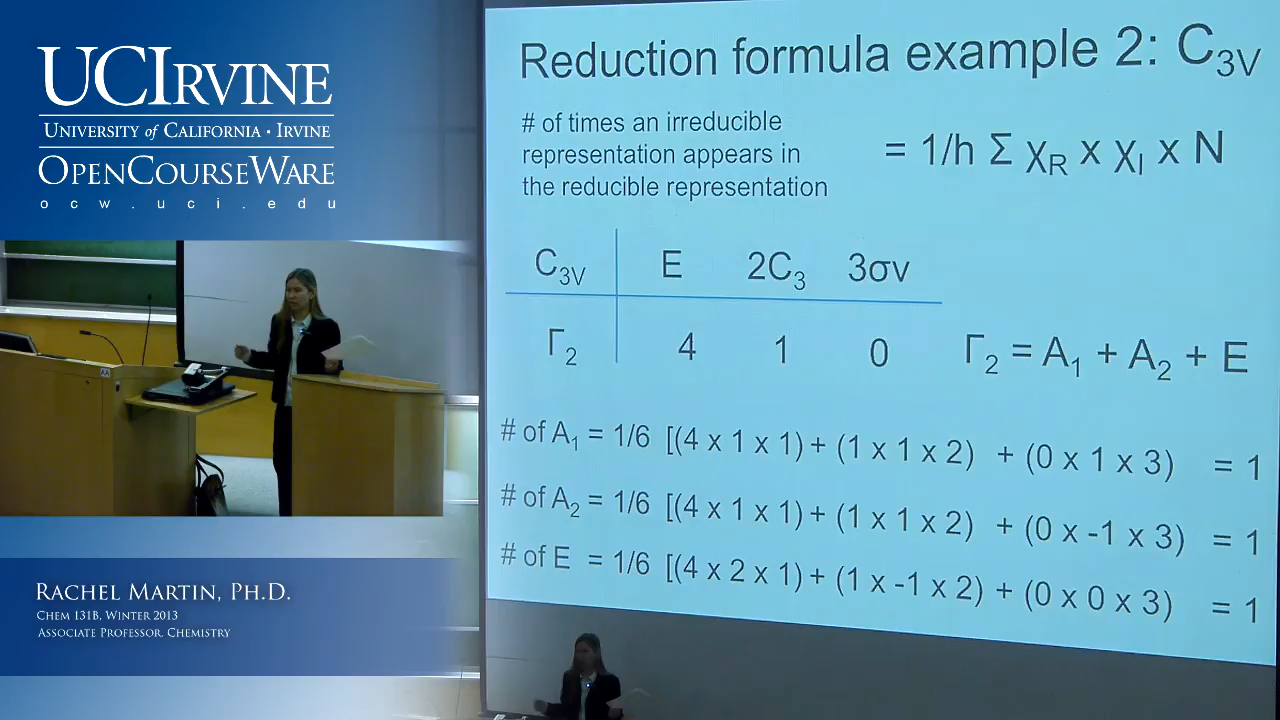 UCIRVINE
UNIVERSITY of CALIFORNIA · IRVINE
OPENCOURSEWARE
ocw.uci.edu
RACHEL MARTIN, PH.D.
CHEM 131B, WINTER 2013
ASSOCIATE PROFESSOR, CHEMISTRY
Reduction formula example 2: C3V
# of times an irreducible
representation appears in
the reducible representation
= 1/h Σ χR x χI x N
C3V E 2C3 3σv
Γ2 4 1 0 Γ2 = A1 + A2 + E
# of A1 = 1/6 [(4 x 1 x 1) + (1 x 1 x 2) + (0 x 1 x 3) = 1
# of A2 = 1/6 [(4 x 1 x 1) + (1 x 1 x 2) + (0 x -1 x 3) = 1
# of E = 1/6 [(4 x 2 x 1) + (1 x -1 x 2) + (0 x 0 x 3) = 1